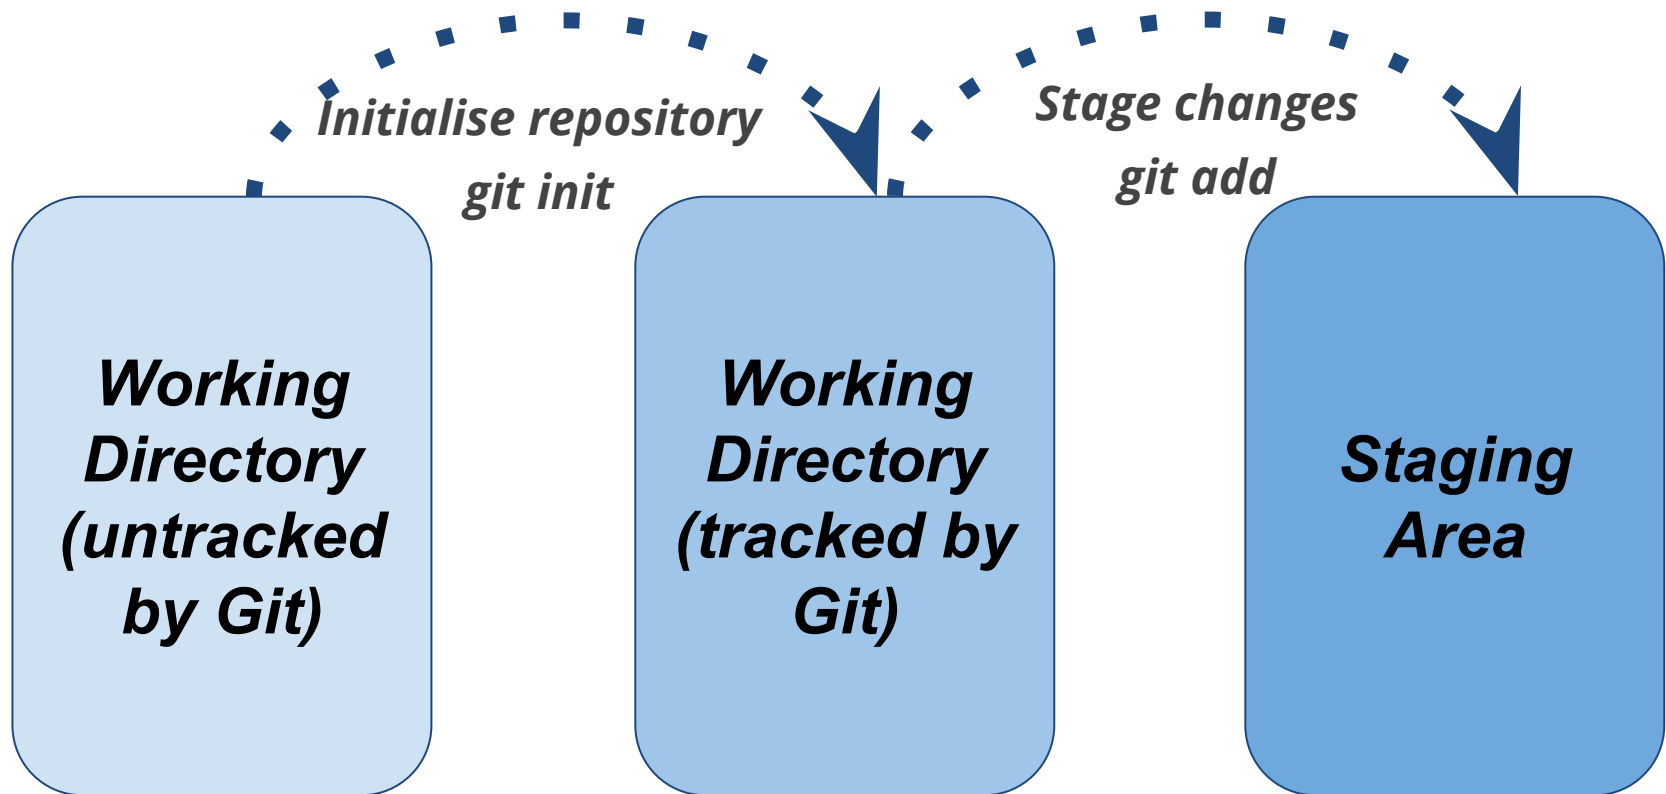 Initialise repository
git init
Stage changes
git add
Working
Directory
(untracked
by Git)
Working
Directory
(tracked by
Git)
Staging
Area